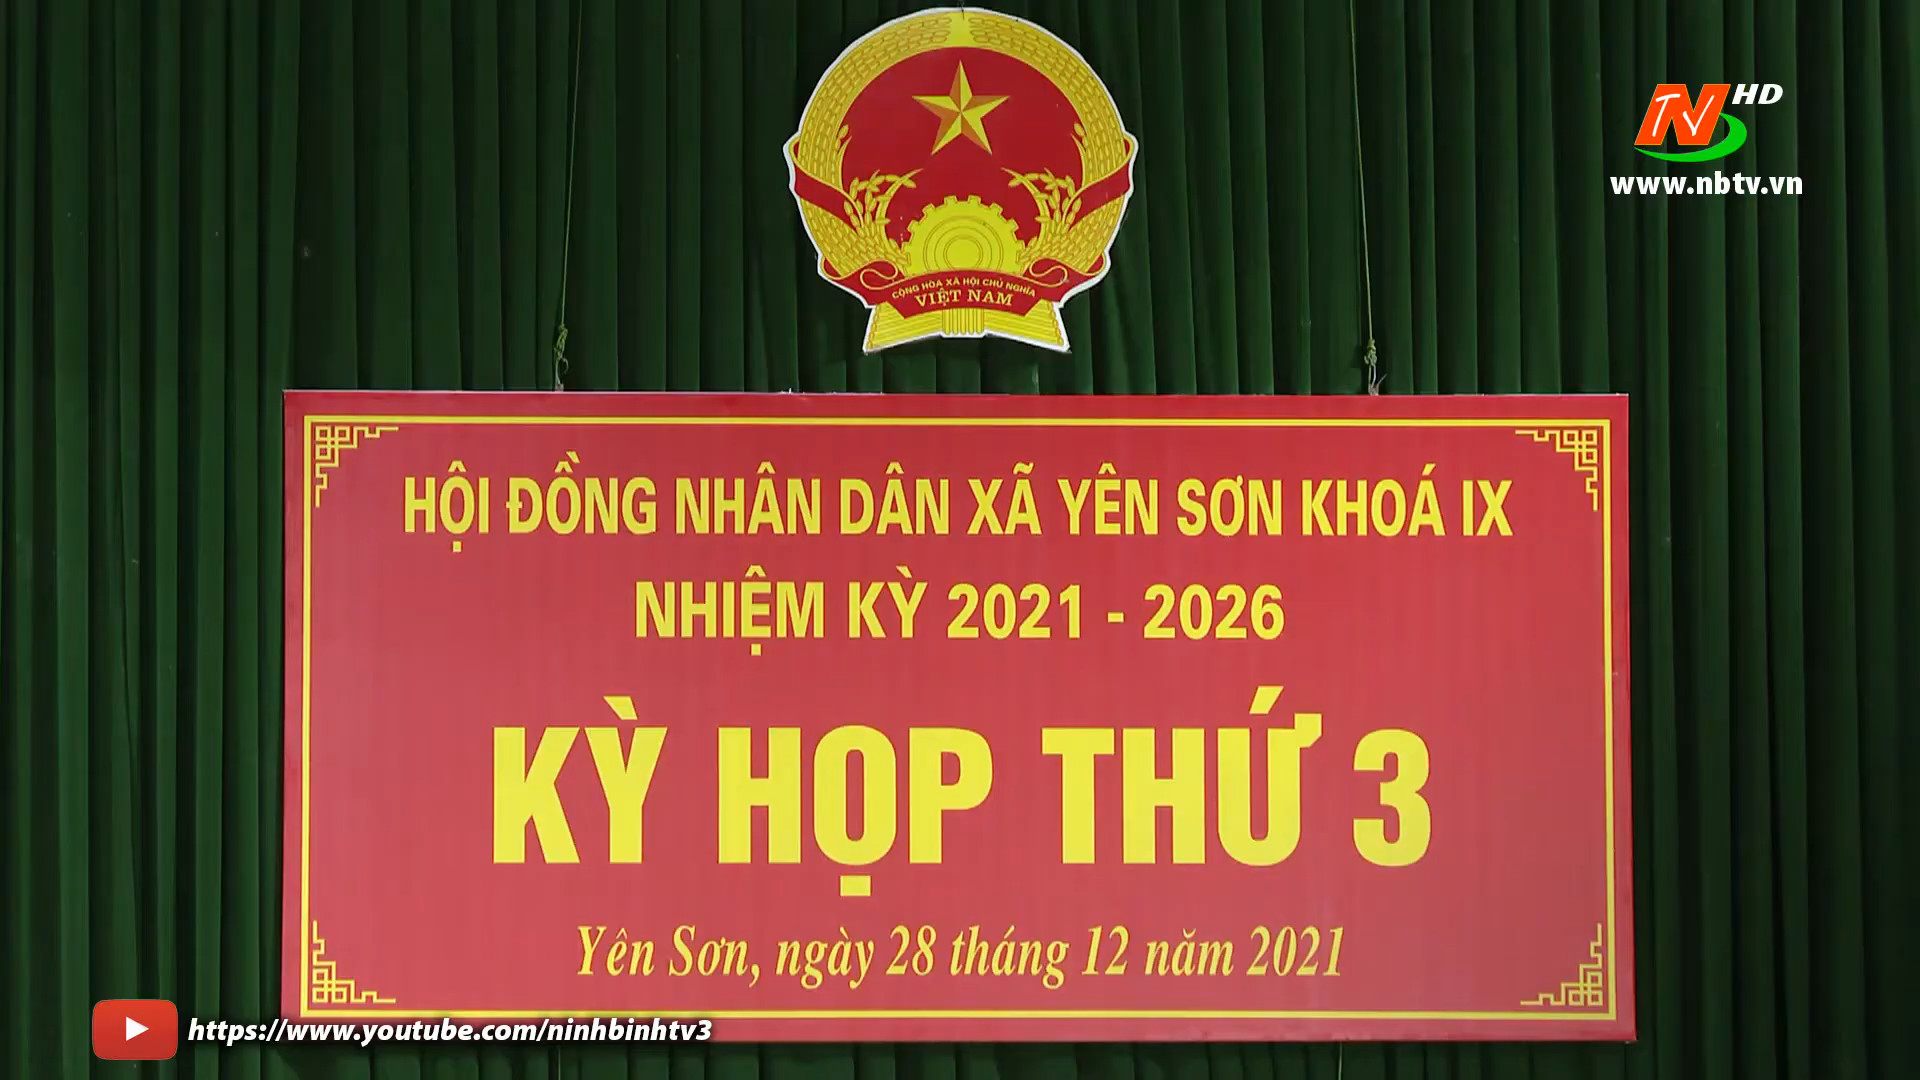 CỘNG HÒA XÃ HỘI CHỦ NGHĨA
VIỆT NAM
NTV HD
www.nbtv.vn
HỘI ĐỒNG NHÂN DÂN XÃ YÊN SƠN KHOÁ IX
NHIỆM KỲ 2021 - 2026
KỲ HỌP THỨ 3
Yên Sơn, ngày 28 tháng 12 năm 2021
https://www.youtube.com/ninhbinhtv3